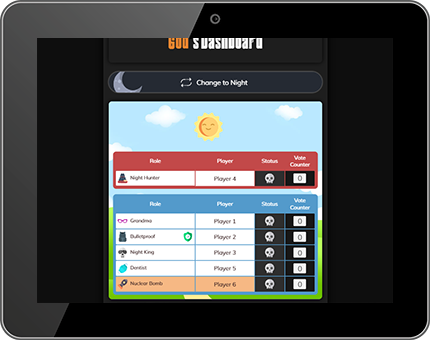 God's Dashboard
Change to Night
Role Player Status Vote Counter
Night Hunter Player 4 0
Role Player Status Vote Counter
Grandma Player 1 0
Bulletproof Player 2 0
Night King Player 3 0
Dentist Player 5 0
Nuclear Bomb Player 6 0